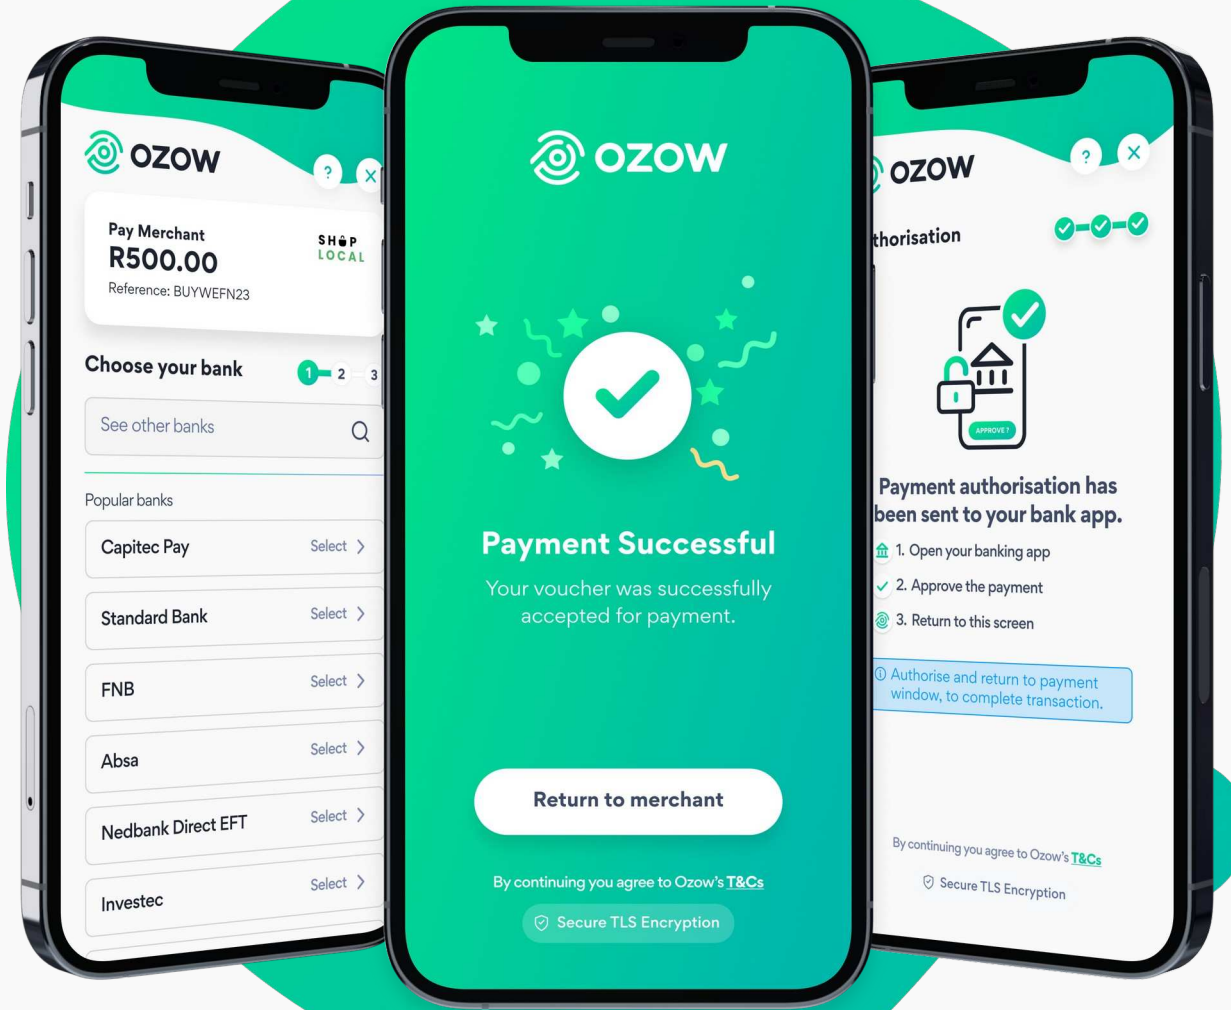 OZOW
?
X
Pay Merchant
R500.00
Reference: BUYWEFN23
SHOP
LOCAL
Choose your bank
1 2 3
See other banks
Popular banks
Capitec Pay Select >
Standard Bank Select >
FNB Select >
Absa Select >
Nedbank Direct EFT Select >
Investec Select >
OZOW
Payment Successful
Your voucher was successfully
accepted for payment.
Return to merchant
By continuing you agree to Ozow's T&Cs
Secure TLS Encryption
OZOW
?
X
thorisation
APPROVE ?
Payment authorisation has
been sent to your bank app.
1. Open your banking app
2. Approve the payment
3. Return to this screen
Authorise and return to payment
window, to complete transaction.
By continuing you agree to Ozow's T&Cs
Secure TLS Encryption